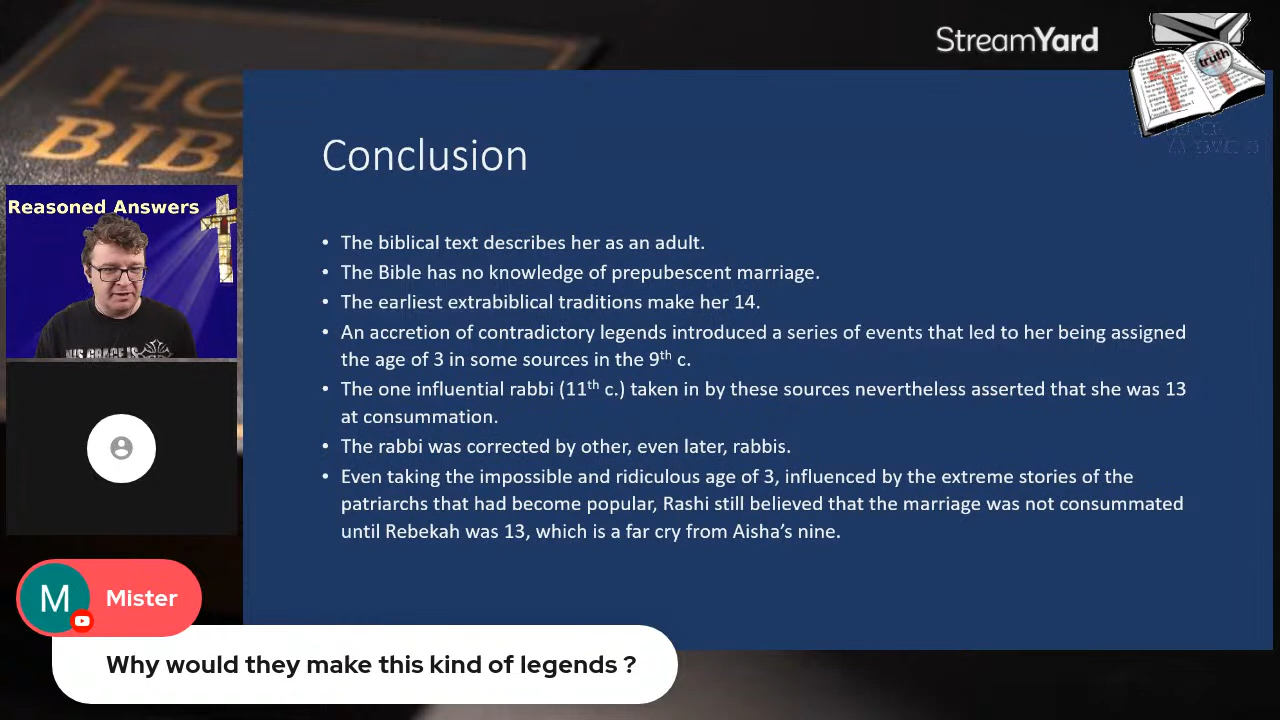 StreamYard
HO
BIB
truth
Conclusion
Reasoned Answers
• The biblical text describes her as an adult.
• The Bible has no knowledge of prepubescent marriage.
• The earliest extrabiblical traditions make her 14.
• An accretion of contradictory legends introduced a series of events that led to her being assigned
the age of 3 in some sources in the 9th c.
• The one influential rabbi (11th c.) taken in by these sources nevertheless asserted that she was 13
at consummation.
• The rabbi was corrected by other, even later, rabbis.
• Even taking the impossible and ridiculous age of 3, influenced by the extreme stories of the
patriarchs that had become popular, Rashi still believed that the marriage was not consummated
until Rebekah was 13, which is a far cry from Aisha's nine.
HIS GRACE IS
M
Mister
Why would they make this kind of legends ?